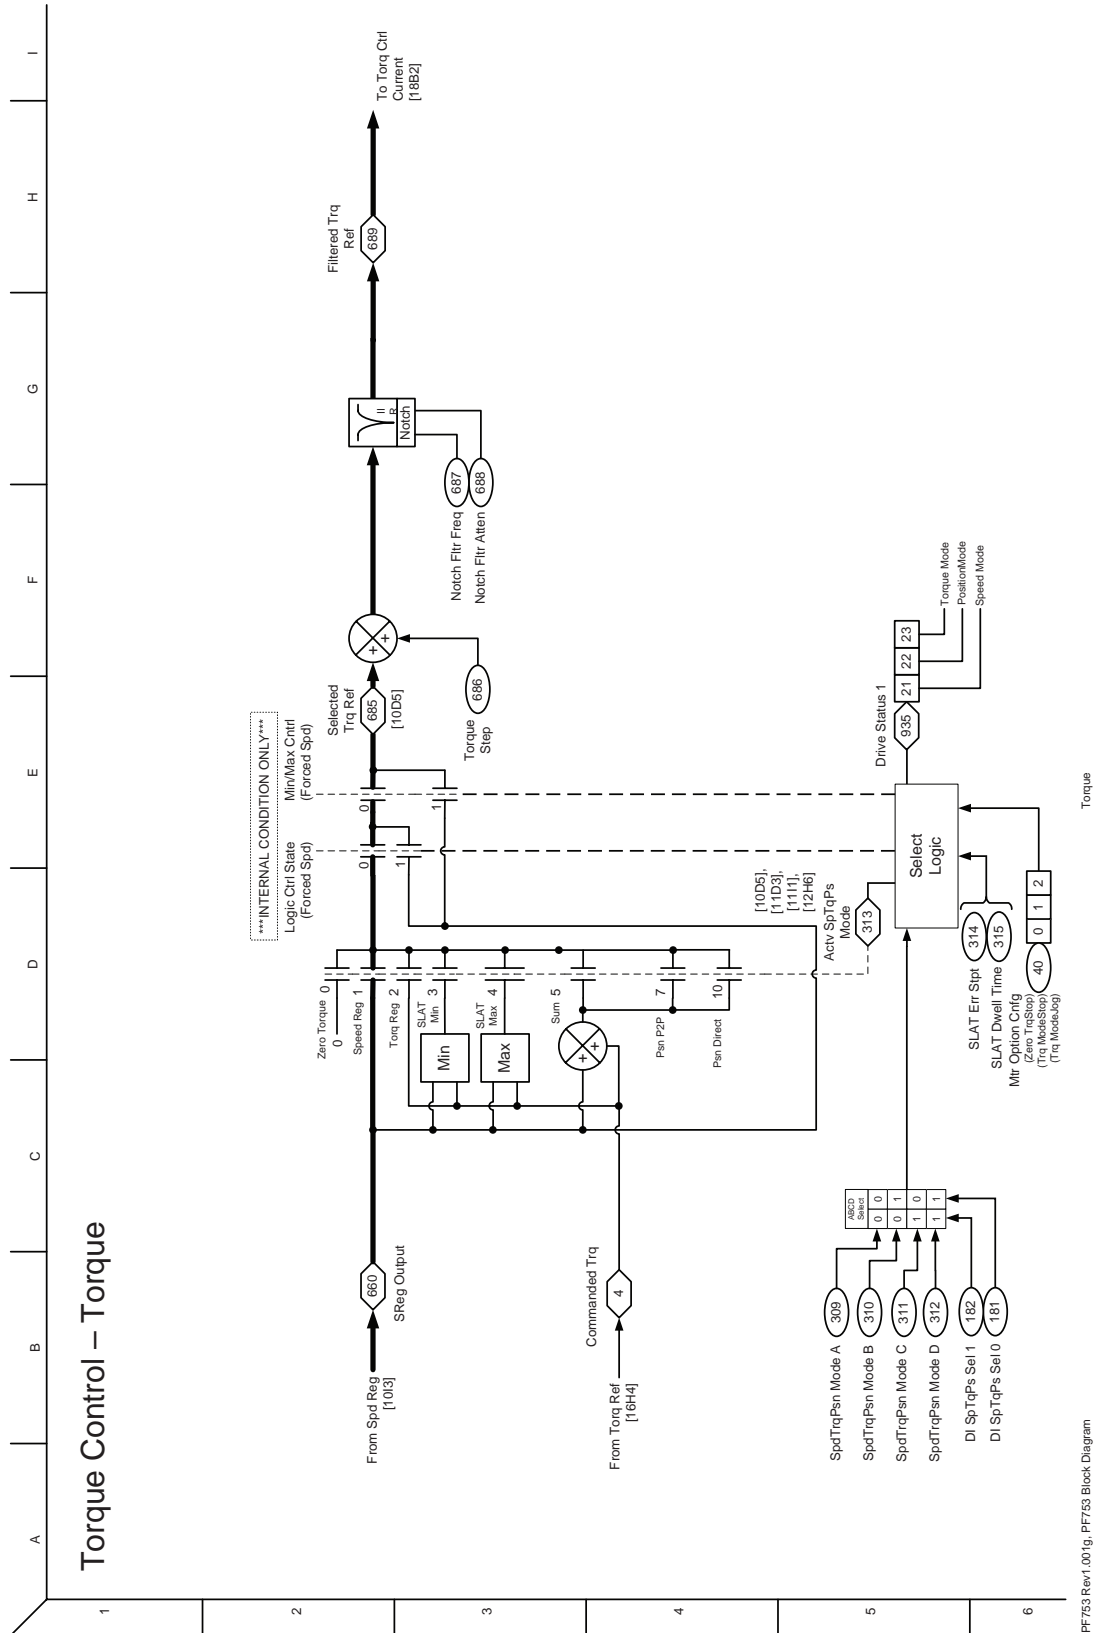 A
B
C
D
E
F
G
H
I
1
2
3
4
5
6
Torque Control – Torque
From Spd Reg
[10I3]
660
SReg Output
From Torq Ref
[16H4]
Commanded Trq
4
Zero Torque 0
0
Speed Reg 1
Torq Reg 2
SLAT
Min 3
SLAT
Max 4
Sum 5
Psn P2P 7
Psn Direct 10
Min
Max
+
+
***INTERNAL CONDITION ONLY***
Logic Ctrl State
(Forced Spd)
Min/Max Cntrl
(Forced Spd)
0
1
0
1
Selected
Trq Ref
685
[10D5]
+
+
686
Torque
Step
II
R
Notch
687
688
Notch Fltr Freq
Notch Fltr Atten
Filtered Trq
Ref
689
To Torq Ctrl
Current
[18B2]
[10D5],
[11D3],
[11I1],
[12H6]
Actv SpTqPs
Mode
313
Select
Logic
Drive Status 1
935
21 22 23
Torque Mode
PositionMode
Speed Mode
SpdTrqPsn Mode A 309
SpdTrqPsn Mode B 310
SpdTrqPsn Mode C 311
SpdTrqPsn Mode D 312
DI SpTqPs Sel 1 182
DI SpTqPs Sel 0 181
ABCD
Select
0 0
0 1
1 0
1 1
SLAT Err Stpt 314
SLAT Dwell Time 315
Mtr Option Cnfg 40
0 1 2
(Zero TrqStop)
(Trq ModeStop)
(Trq ModeJog)
PF753 Rev1.001g, PF753 Block Diagram
Torque